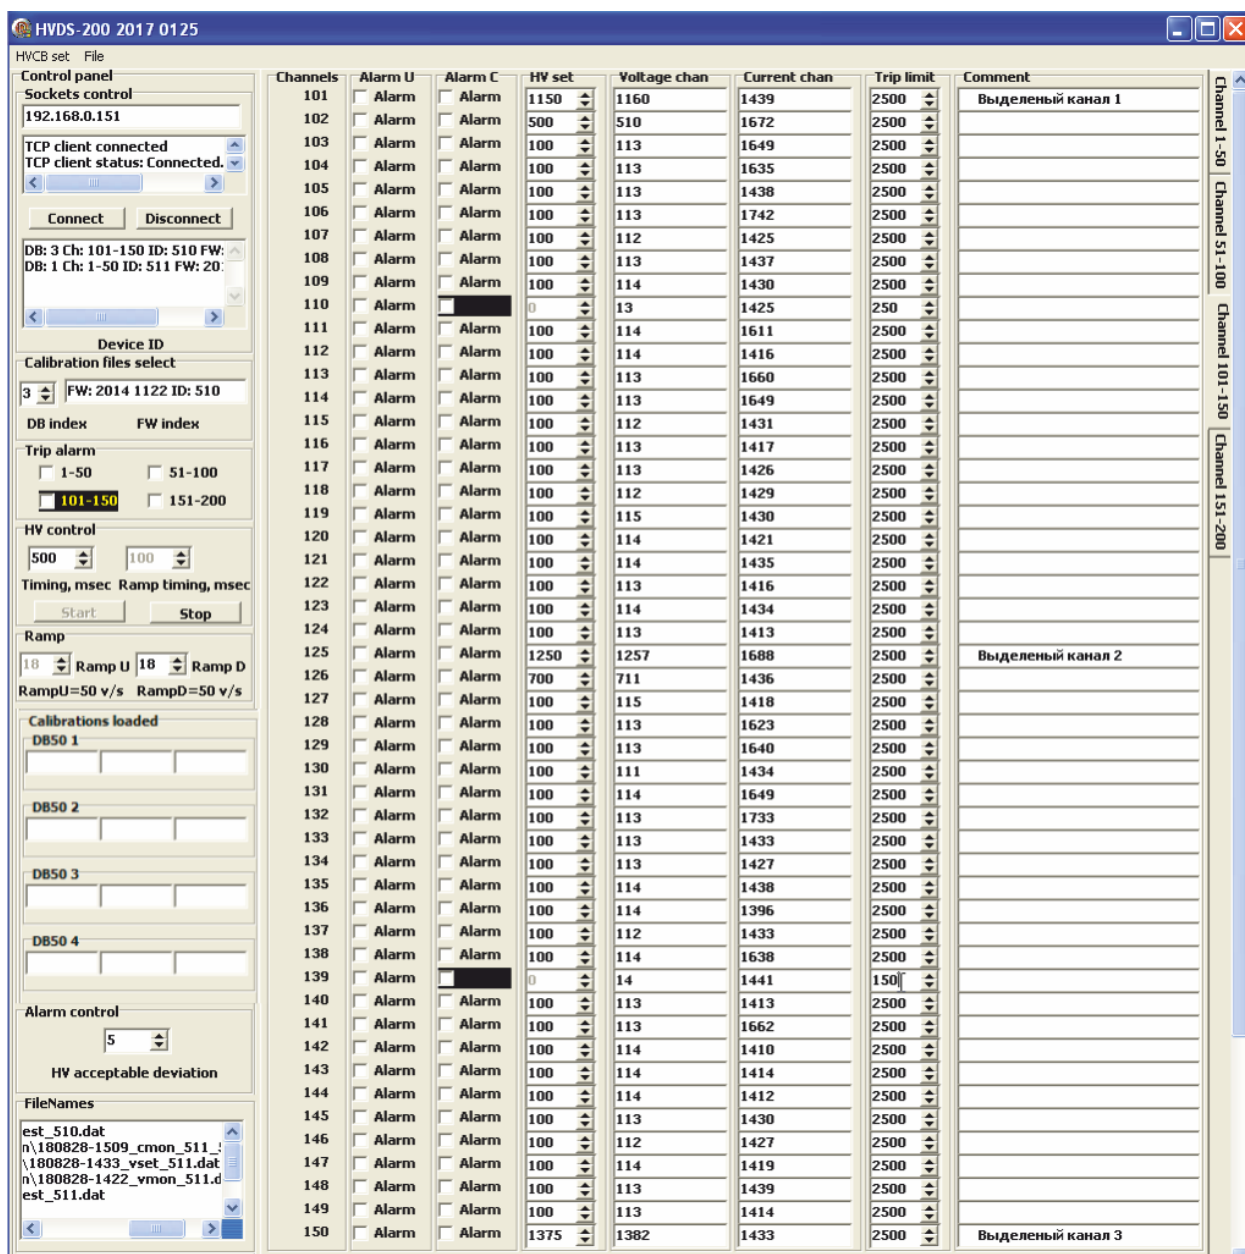 HVDS-200 2017 0125
HVCB set File
Control panel
Sockets control
192.168.0.151
TCP client connected
TCP client status: Connected.
Connect Disconnect
DB: 3 Ch: 101-150 ID: 510 FW:
DB: 1 Ch: 1-50 ID: 511 FW: 20
Device ID
Calibration files select
3 FW: 2014 1122 ID: 510
DB index FW index
Trip alarm
1-50 51-100
101-150 151-200
HV control
500 100
Timing, msec Ramp timing, msec
Start Stop
Ramp
18 Ramp U 18 Ramp D
RampU=50 v/s RampD=50 v/s
Calibrations loaded
DB50 1
DB50 2
DB50 3
DB50 4
Alarm control
5
HV acceptable deviation
FileNames
est_510.dat
n\180828-1509_cmon_511_
\180828-1433_vset_511.dat
n\180828-1422_vmon_511.d
est_511.dat
Channels Alarm U Alarm C HV set Voltage chan Current chan Trip limit Comment
101 Alarm Alarm 1150 1160 1439 2500 Выделеный канал 1
102 Alarm Alarm 500 510 1672 2500
103 Alarm Alarm 100 113 1649 2500
104 Alarm Alarm 100 113 1635 2500
105 Alarm Alarm 100 113 1438 2500
106 Alarm Alarm 100 113 1742 2500
107 Alarm Alarm 100 112 1425 2500
108 Alarm Alarm 100 113 1437 2500
109 Alarm Alarm 100 114 1430 2500
110 Alarm 0 13 1425 250
111 Alarm Alarm 100 114 1611 2500
112 Alarm Alarm 100 114 1416 2500
113 Alarm Alarm 100 113 1660 2500
114 Alarm Alarm 100 113 1649 2500
115 Alarm Alarm 100 112 1431 2500
116 Alarm Alarm 100 113 1417 2500
117 Alarm Alarm 100 113 1426 2500
118 Alarm Alarm 100 112 1429 2500
119 Alarm Alarm 100 115 1430 2500
120 Alarm Alarm 100 114 1421 2500
121 Alarm Alarm 100 114 1435 2500
122 Alarm Alarm 100 113 1416 2500
123 Alarm Alarm 100 114 1434 2500
124 Alarm Alarm 100 113 1413 2500
125 Alarm Alarm 1250 1257 1688 2500 Выделеный канал 2
126 Alarm Alarm 700 711 1436 2500
127 Alarm Alarm 100 115 1418 2500
128 Alarm Alarm 100 113 1623 2500
129 Alarm Alarm 100 113 1640 2500
130 Alarm Alarm 100 111 1434 2500
131 Alarm Alarm 100 114 1649 2500
132 Alarm Alarm 100 113 1733 2500
133 Alarm Alarm 100 113 1433 2500
134 Alarm Alarm 100 113 1427 2500
135 Alarm Alarm 100 114 1438 2500
136 Alarm Alarm 100 114 1396 2500
137 Alarm Alarm 100 112 1433 2500
138 Alarm Alarm 100 114 1638 2500
139 Alarm 0 14 1441 150
140 Alarm Alarm 100 113 1413 2500
141 Alarm Alarm 100 113 1662 2500
142 Alarm Alarm 100 114 1410 2500
143 Alarm Alarm 100 114 1414 2500
144 Alarm Alarm 100 114 1412 2500
145 Alarm Alarm 100 113 1430 2500
146 Alarm Alarm 100 112 1427 2500
147 Alarm Alarm 100 114 1419 2500
148 Alarm Alarm 100 113 1439 2500
149 Alarm Alarm 100 113 1414 2500
150 Alarm Alarm 1375 1382 1433 2500 Выделеный канал 3
Channel 1-50
Channel 51-100
Channel 101-150
Channel 151-200